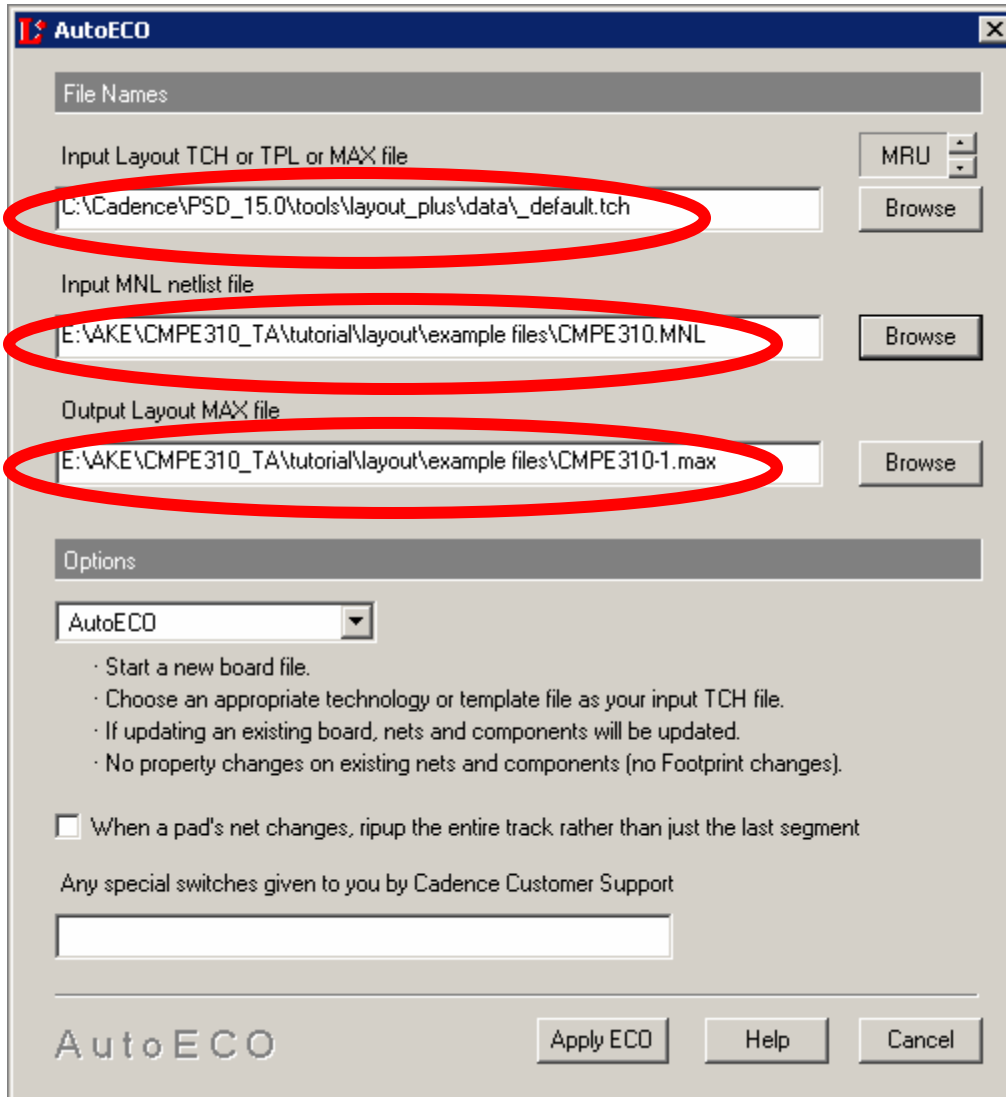 AutoECO
File Names
Input Layout TCH or TPL or MAX file
MRU
C:\Cadence\PSD_15.0\tools\layout_plus\data\_default.tch
Browse
Input MNL netlist file
E:\AKE\CMPE310_TA\tutorial\layout\example files\CMPE310.MNL
Browse
Output Layout MAX file
E:\AKE\CMPE310_TA\tutorial\layout\example files\CMPE310-1.max
Browse
Options
AutoECO
· Start a new board file.
· Choose an appropriate technology or template file as your input TCH file.
· If updating an existing board, nets and components will be updated.
· No property changes on existing nets and components (no Footprint changes).
When a pad's net changes, ripup the entire track rather than just the last segment
Any special switches given to you by Cadence Customer Support
AutoECO
Apply ECO
Help
Cancel